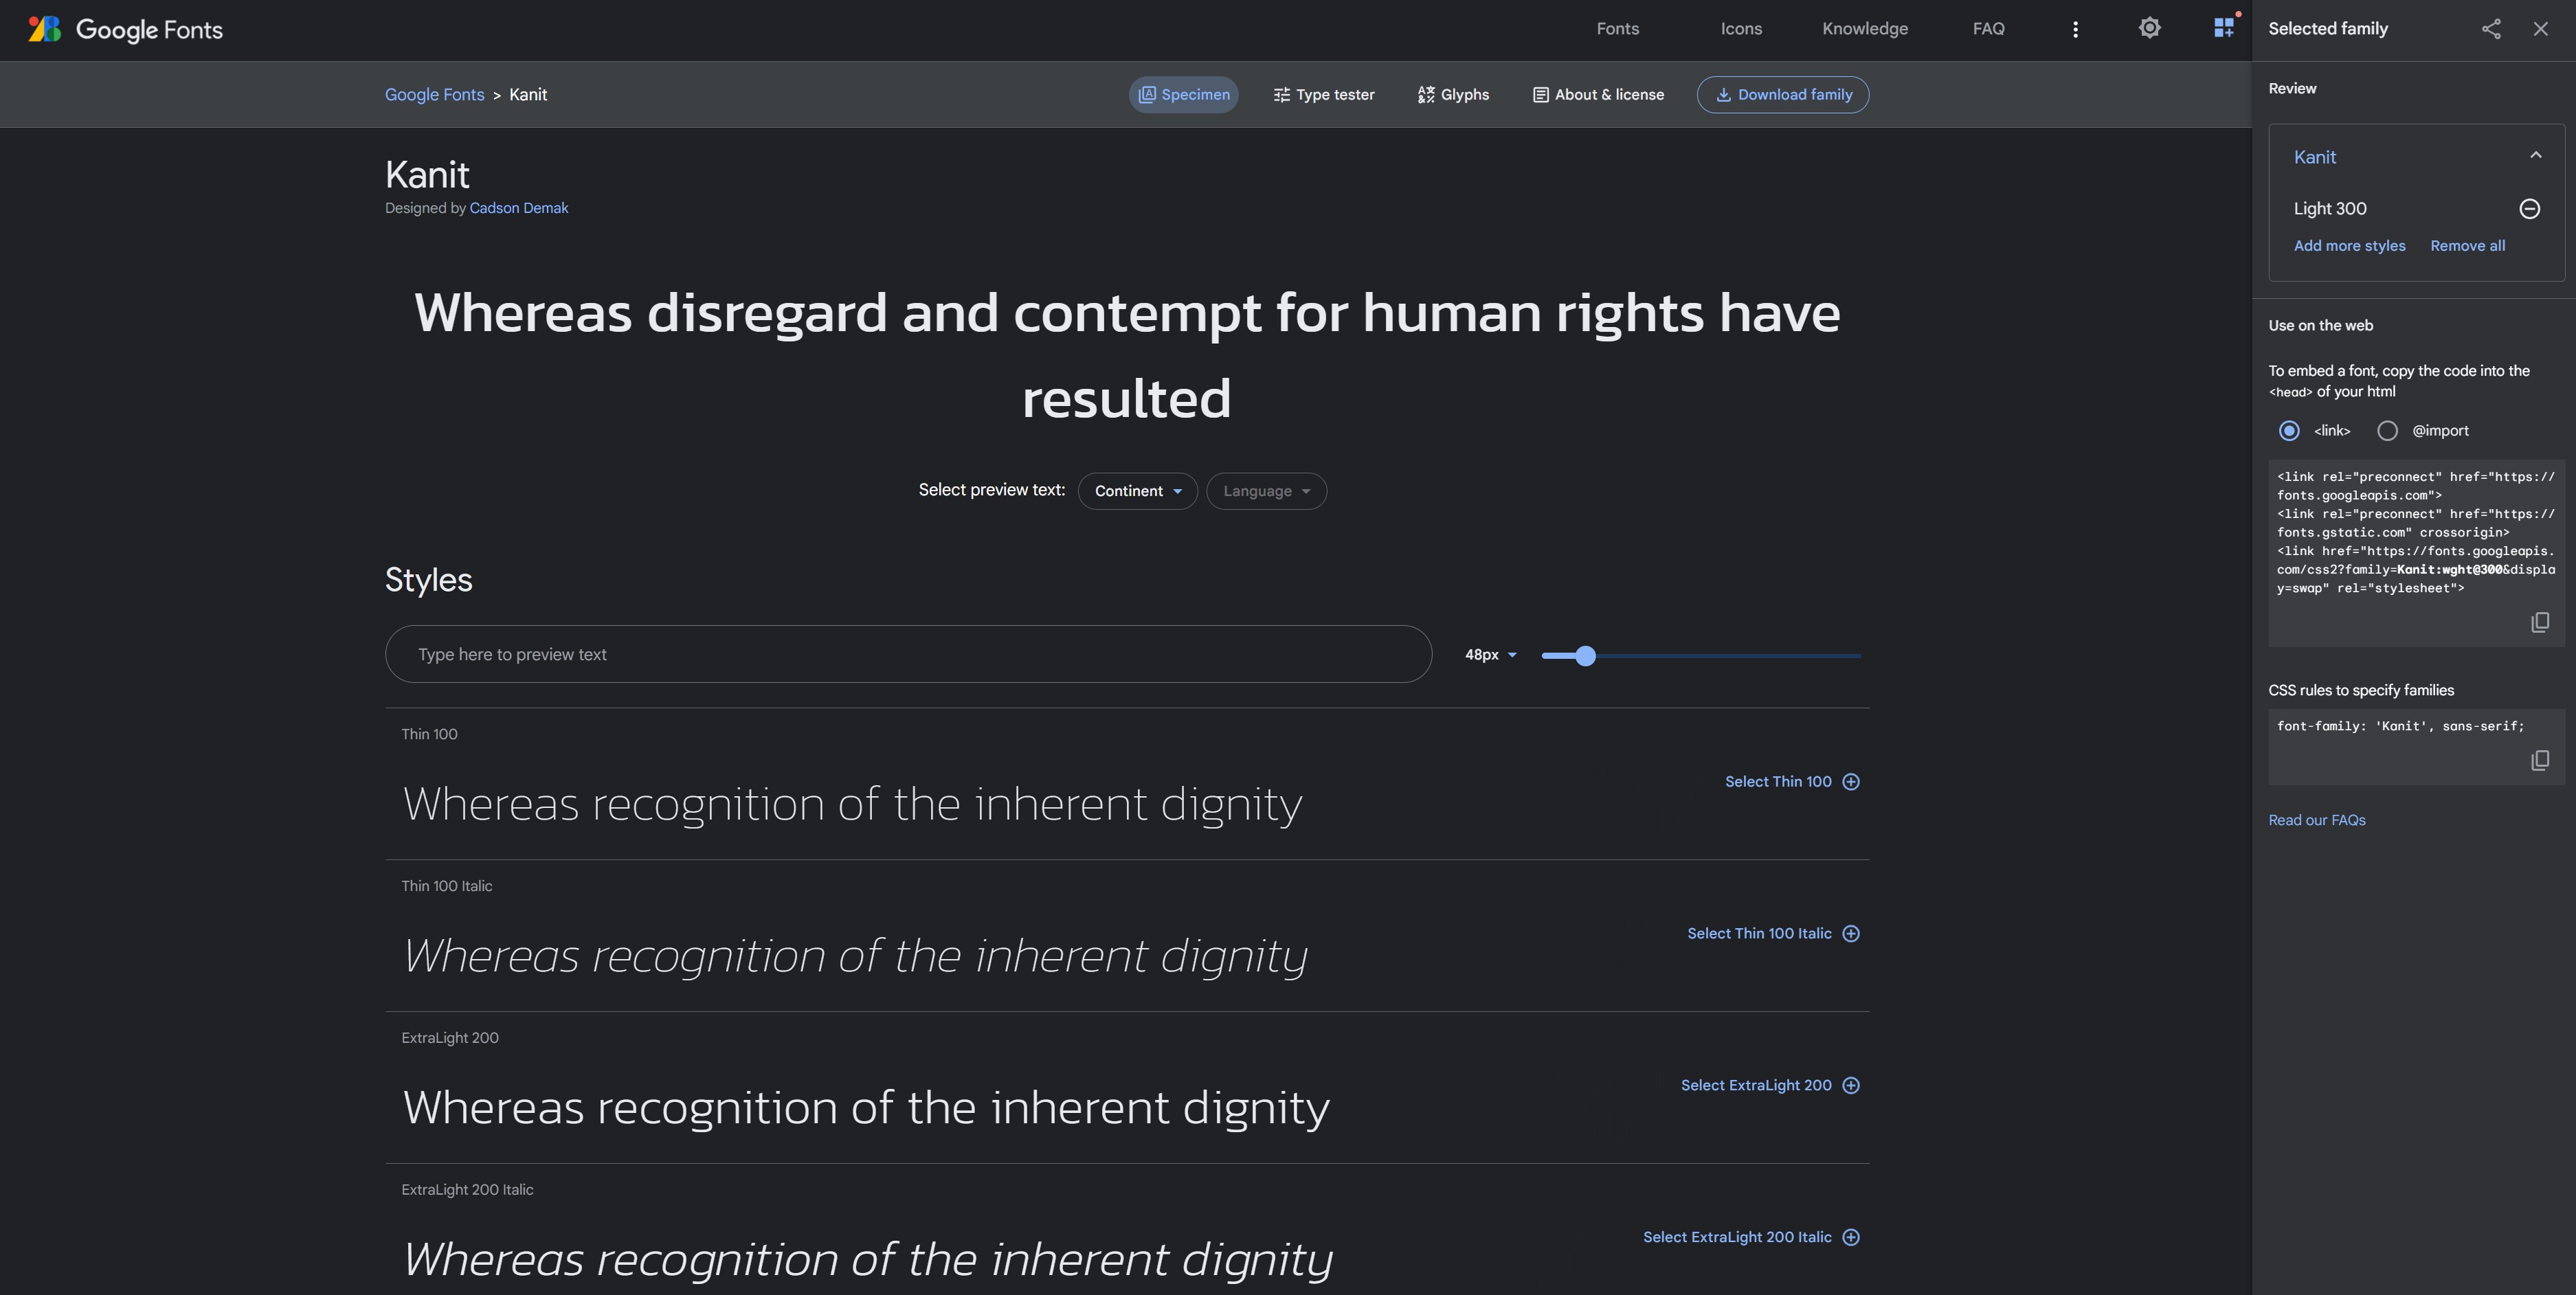 Google Fonts
Fonts
Icons
Knowledge
FAQ
Google Fonts > Kanit
Specimen
Type tester
Glyphs
About & license
Download family
Kanit
Designed by Cadson Demak
Whereas disregard and contempt for human rights have
resulted
Select preview text:
Continent
Language
Styles
Type here to preview text
48px
Thin 100
Whereas recognition of the inherent dignity
Select Thin 100
Thin 100 Italic
Whereas recognition of the inherent dignity
Select Thin 100 Italic
ExtraLight 200
Whereas recognition of the inherent dignity
Select ExtraLight 200
ExtraLight 200 Italic
Whereas recognition of the inherent dignity
Select ExtraLight 200 Italic
Selected family
Review
Kanit
Light 300
Add more styles
Remove all
Use on the web
To embed a font, copy the code into the
<head> of your html
<link>
@import
<link rel="preconnect" href="https://
fonts.googleapis.com">
<link rel="preconnect" href="https://
fonts.gstatic.com" crossorigin>
<link href="https://fonts.googleapis.
com/css2?family=Kanit:wght@300&displa
y=swap" rel="stylesheet">
CSS rules to specify families
font-family: 'Kanit', sans-serif;
Read our FAQs